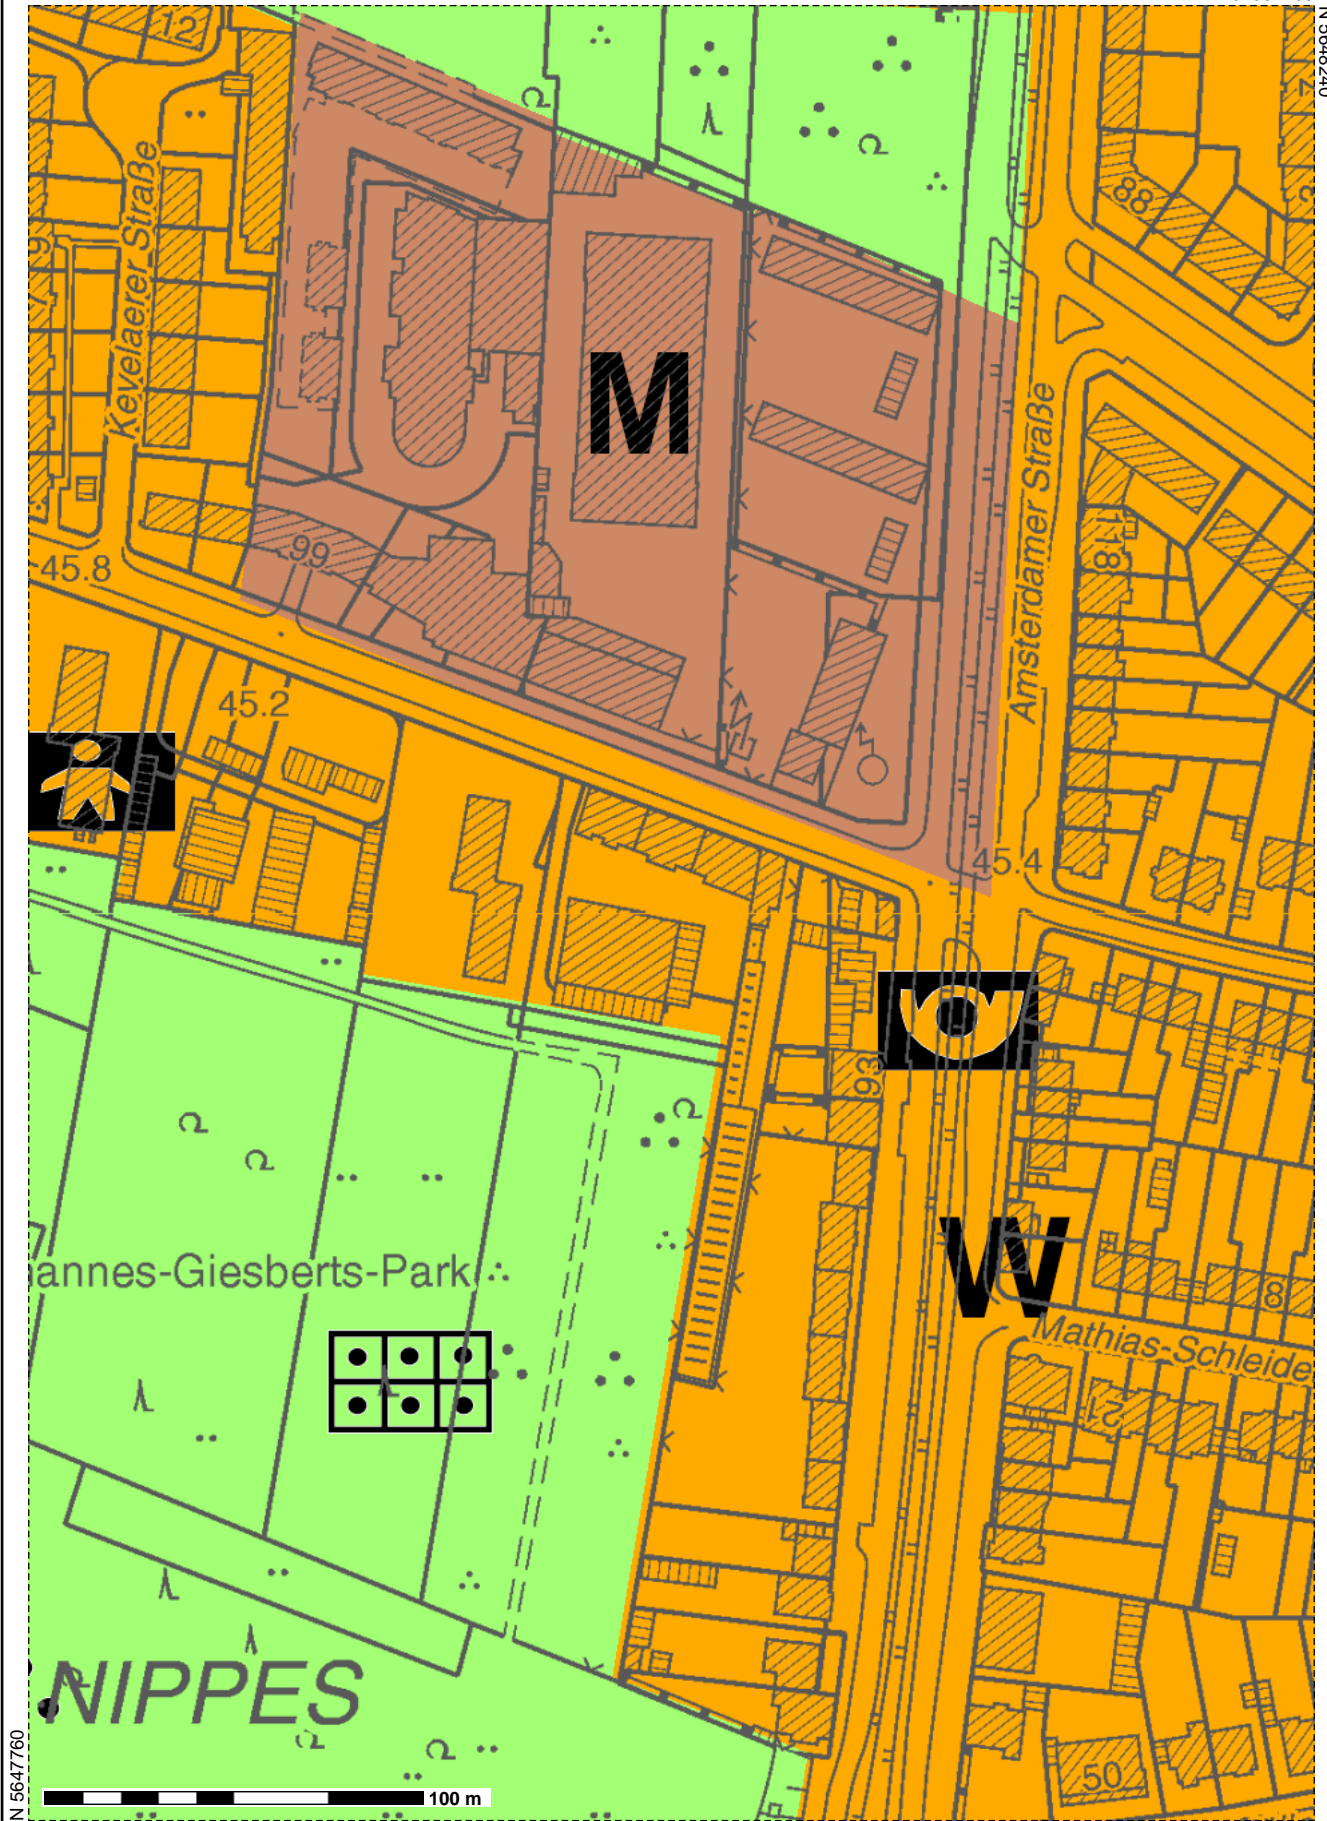 N 5648240
12
Kevelaerer Straße
88
M
Amsterdamer Straße
118
99
45.8
45.2
45.4
93
W
annes-Giesberts-Park
8
Mathias-Schleide
21
NIPPES
50
N 5647760
100 m